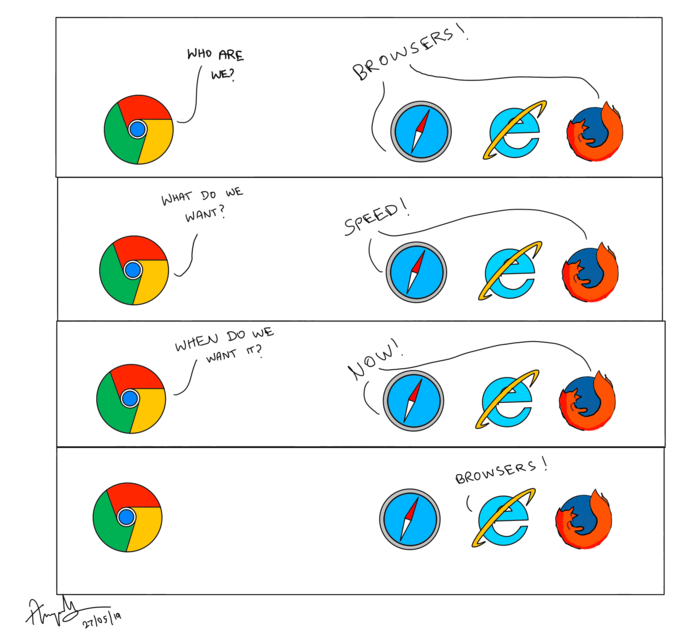 WHO ARE
WE?
BROWSERS!
WHAT DO WE
WANT?
SPEED!
WHEN DO WE
WANT IT?
NOW!
BROWSERS!
27/05/19